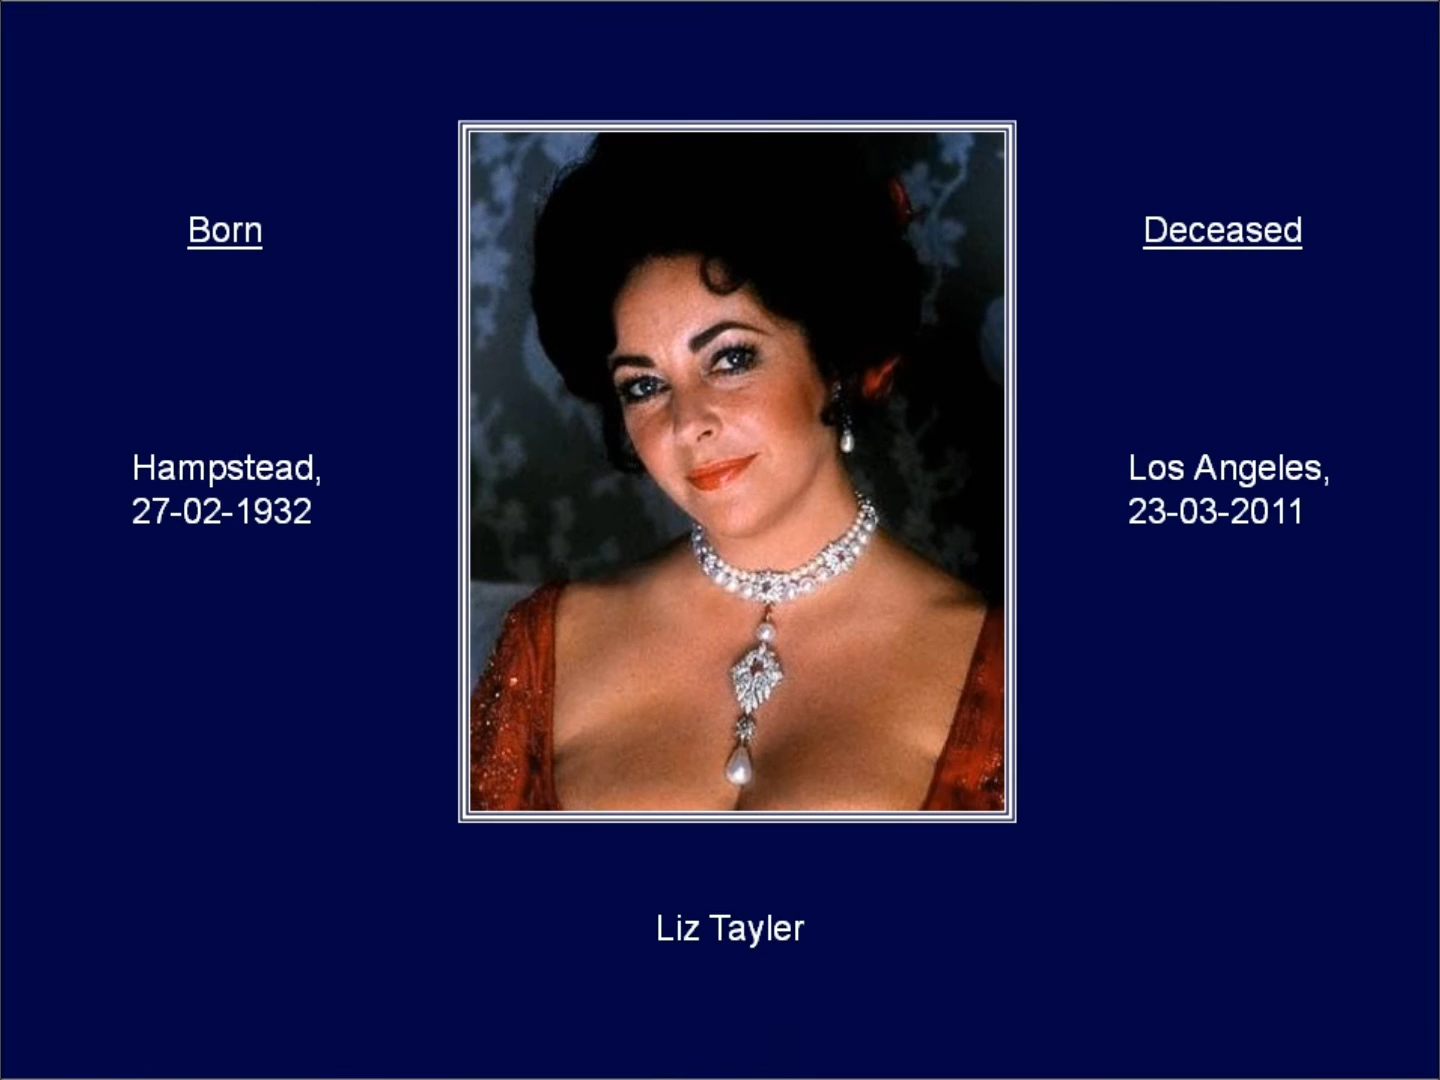 Born
Deceased
Hampstead,
27-02-1932
Los Angeles,
23-03-2011
Liz Tayler